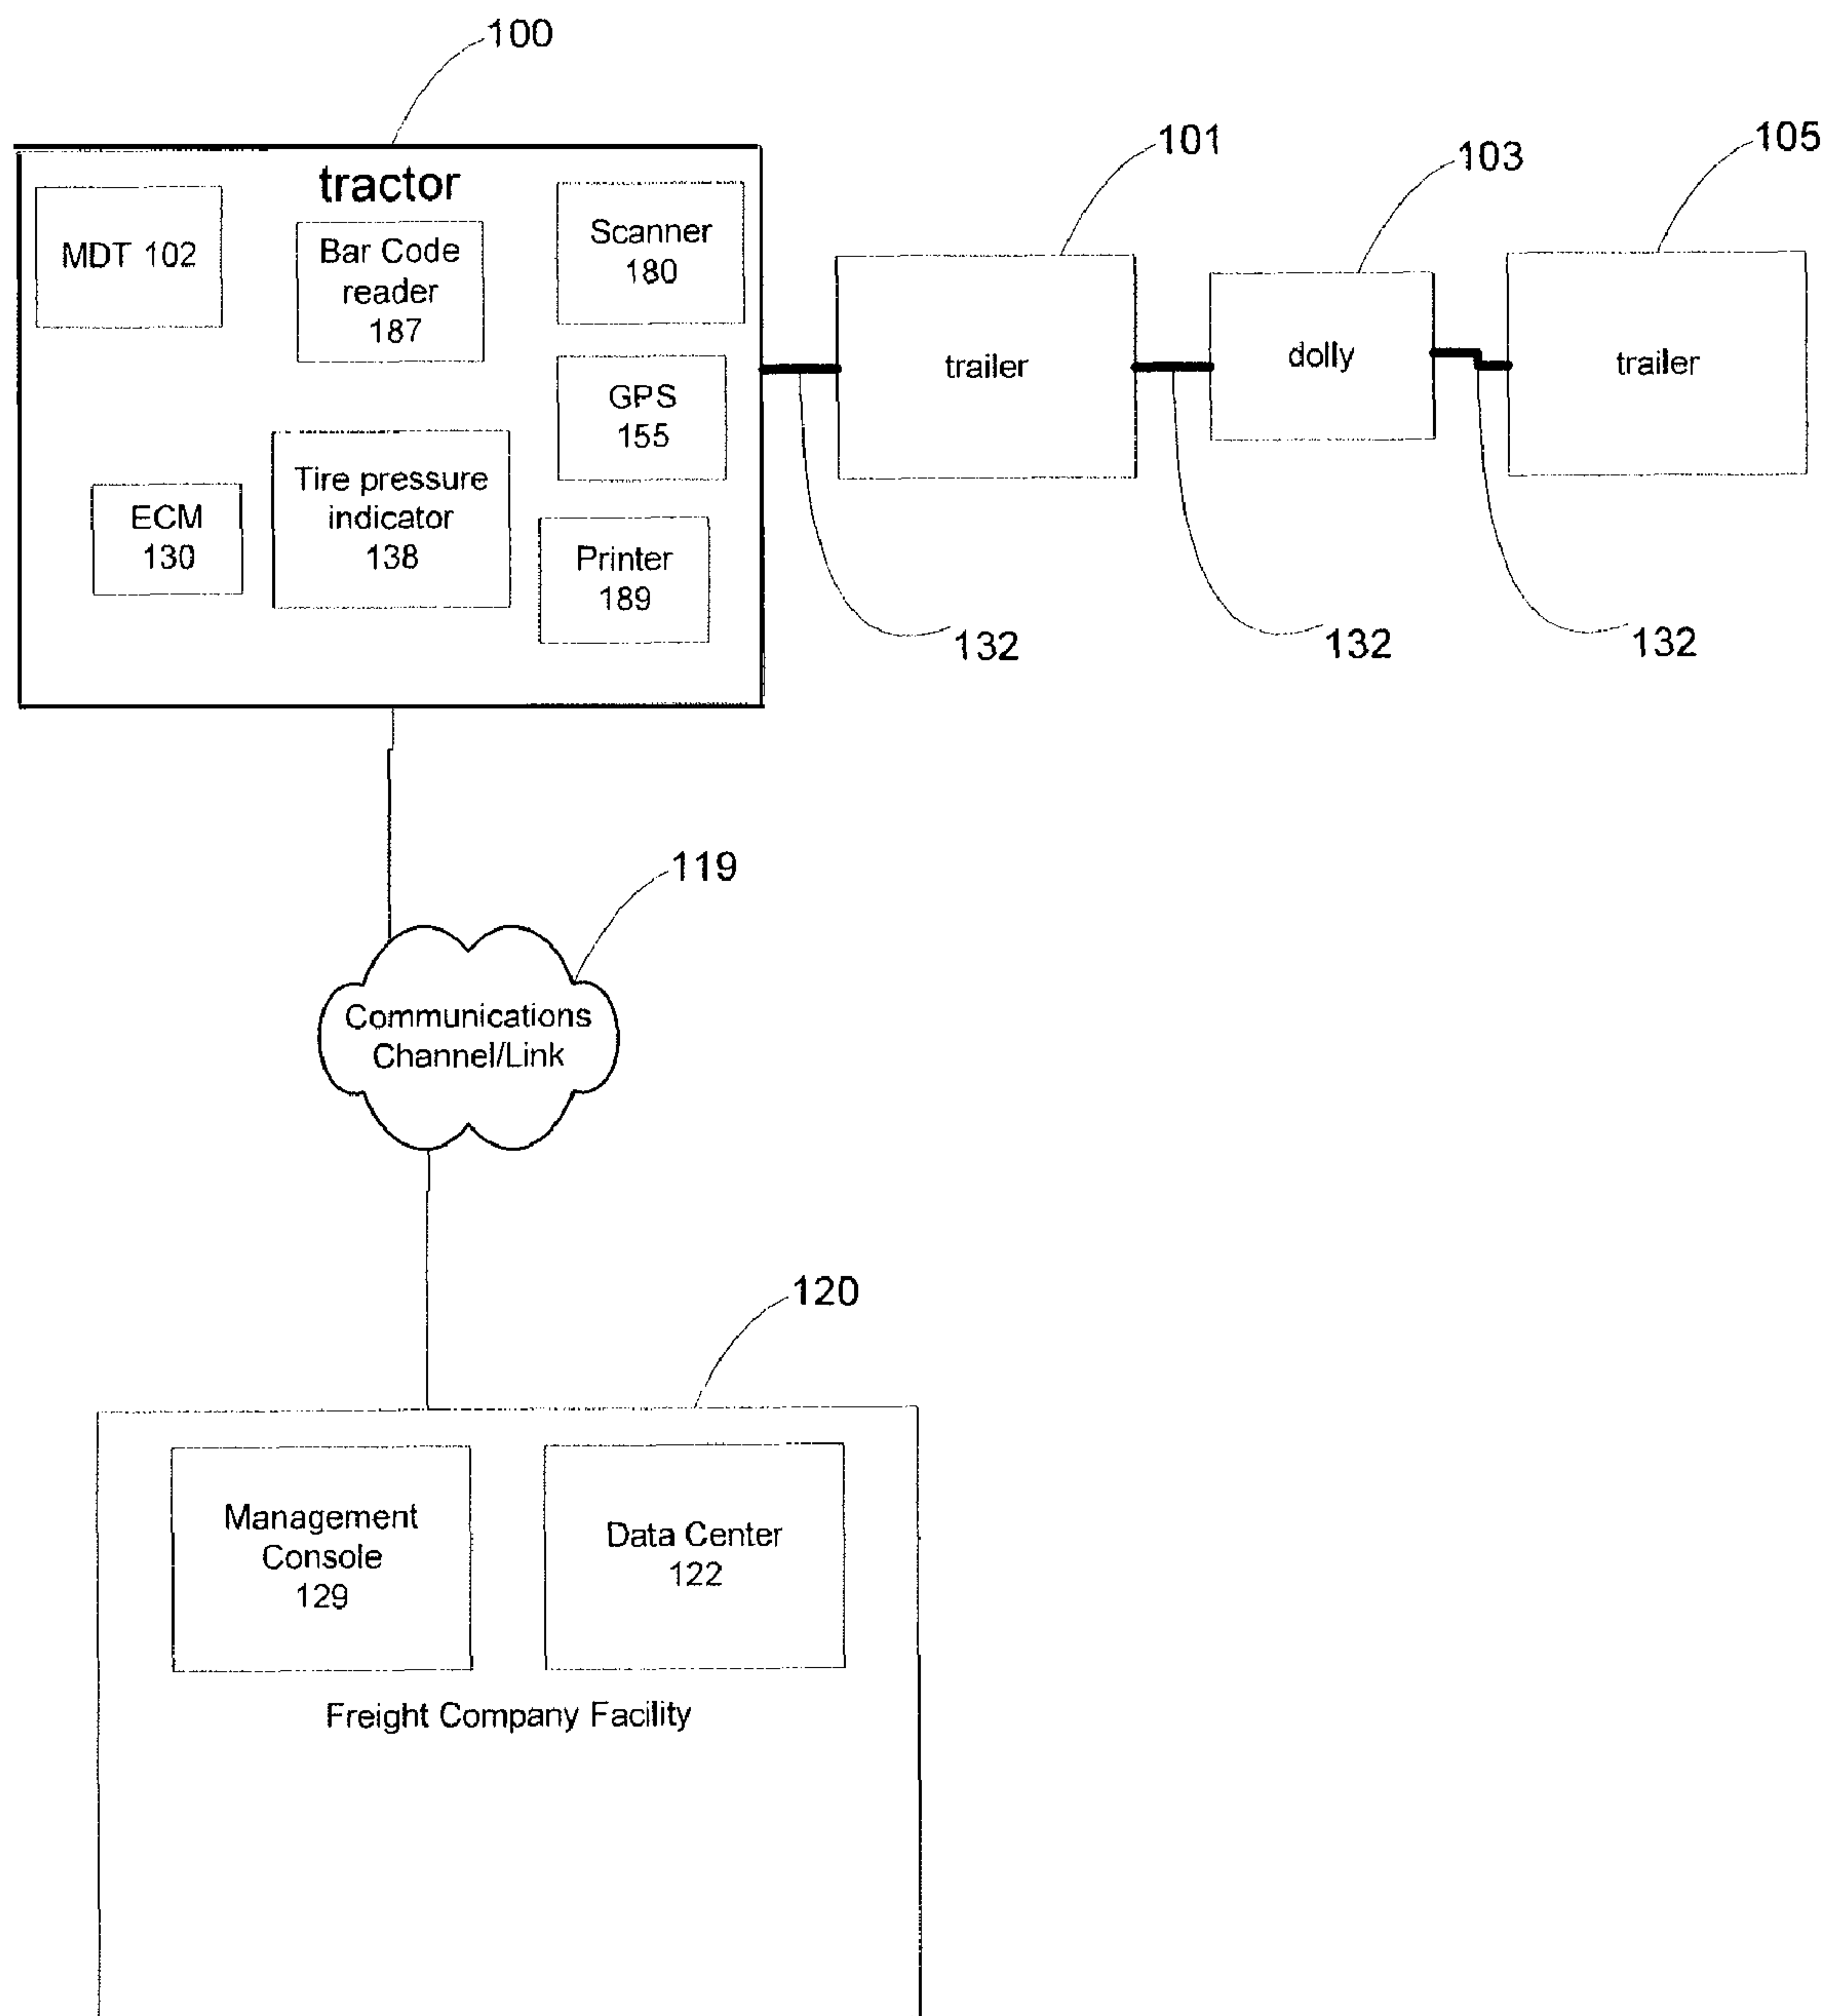 100
101
103
105
tractor
MDT 102
Bar Code
reader
187
Scanner
180
GPS
155
ECM
130
Tire pressure
indicator
138
Printer
189
trailer
dolly
trailer
132
132
132
119
Communications
Channel/Link
120
Management
Console
129
Data Center
122
Freight Company Facility